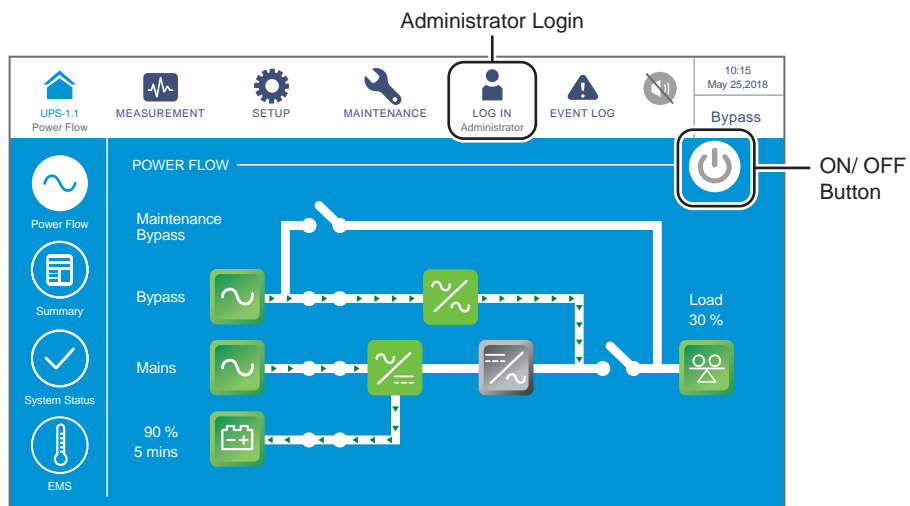 Administrator Login
UPS-1.1
Power Flow
MEASUREMENT
SETUP
MAINTENANCE
LOG IN
Administrator
EVENT LOG
10:15
May 25,2018
Bypass
ON/ OFF
Button
POWER FLOW
Power Flow
Summary
System Status
EMS
Maintenance
Bypass
Bypass
Mains
90 %
5 mins
Load
30 %